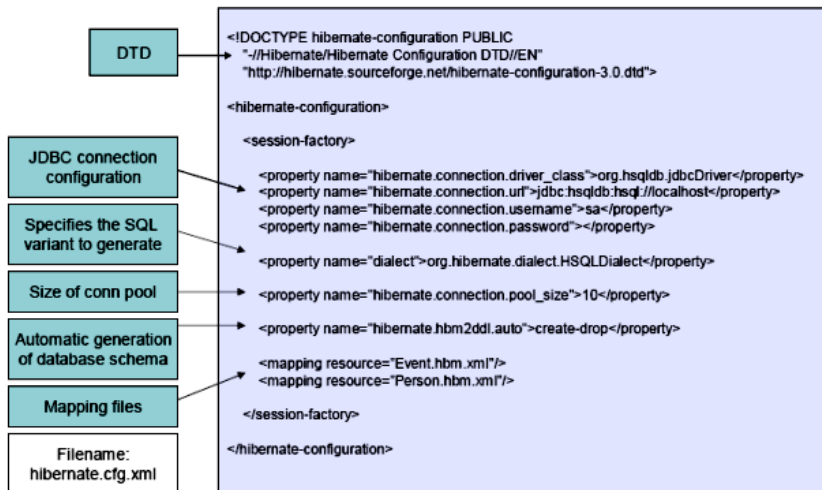 DTD
JDBC connection
configuration
Specifies the SQL
variant to generate
Size of conn pool
Automatic generation
of database schema
Mapping files
Filename:
hibernate.cfg.xml
<!DOCTYPE hibernate-configuration PUBLIC
"-//Hibernate/Hibernate Configuration DTD//EN"
"http://hibernate.sourceforge.net/hibernate-configuration-3.0.dtd">
<hibernate-configuration>
<session-factory>
<property name="hibernate.connection.driver_class">org.hsqldb.jdbcDriver</property>
<property name="hibernate.connection.url">jdbc:hsqldb:hsql://localhost</property>
<property name="hibernate.connection.username">sa</property>
<property name="hibernate.connection.password"></property>
<property name="dialect">org.hibernate.dialect.HSQLDialect</property>
<property name="hibernate.connection.pool_size">10</property>
<property name="hibernate.hbm2ddl.auto">create-drop</property>
<mapping resource="Event.hbm.xml"/>
<mapping resource="Person.hbm.xml"/>
</session-factory>
</hibernate-configuration>